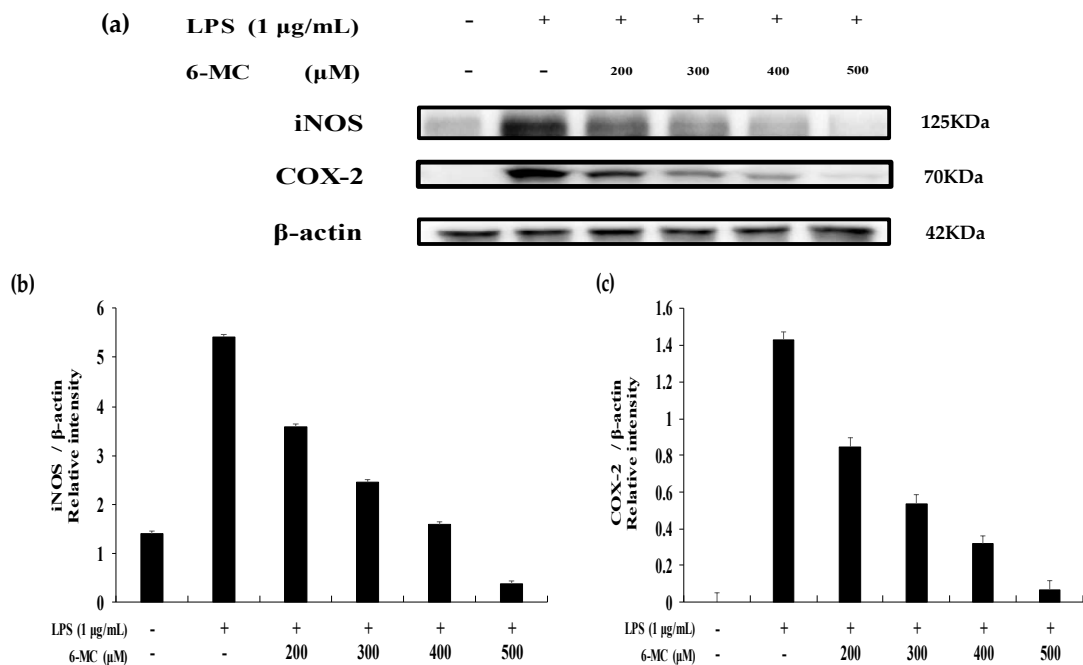 (a)
LPS (1 μg/mL) - + + + + +
6-MC (μM) - - 200 300 400 500
iNOS 125KDa
COX-2 70KDa
β-actin 42KDa
(b)
6
5
4
3
2
1
0
iNOS / β-actin
Relative intensity
LPS (1 μg/mL) - + + + + +
6-MC (μM) - - 200 300 400 500
(c)
1.6
1.4
1.2
1
0.8
0.6
0.4
0.2
0
COX-2 / β-actin
Relative intensity
LPS (1 μg/mL) - + + + + +
6-MC (μM) - - 200 300 400 500